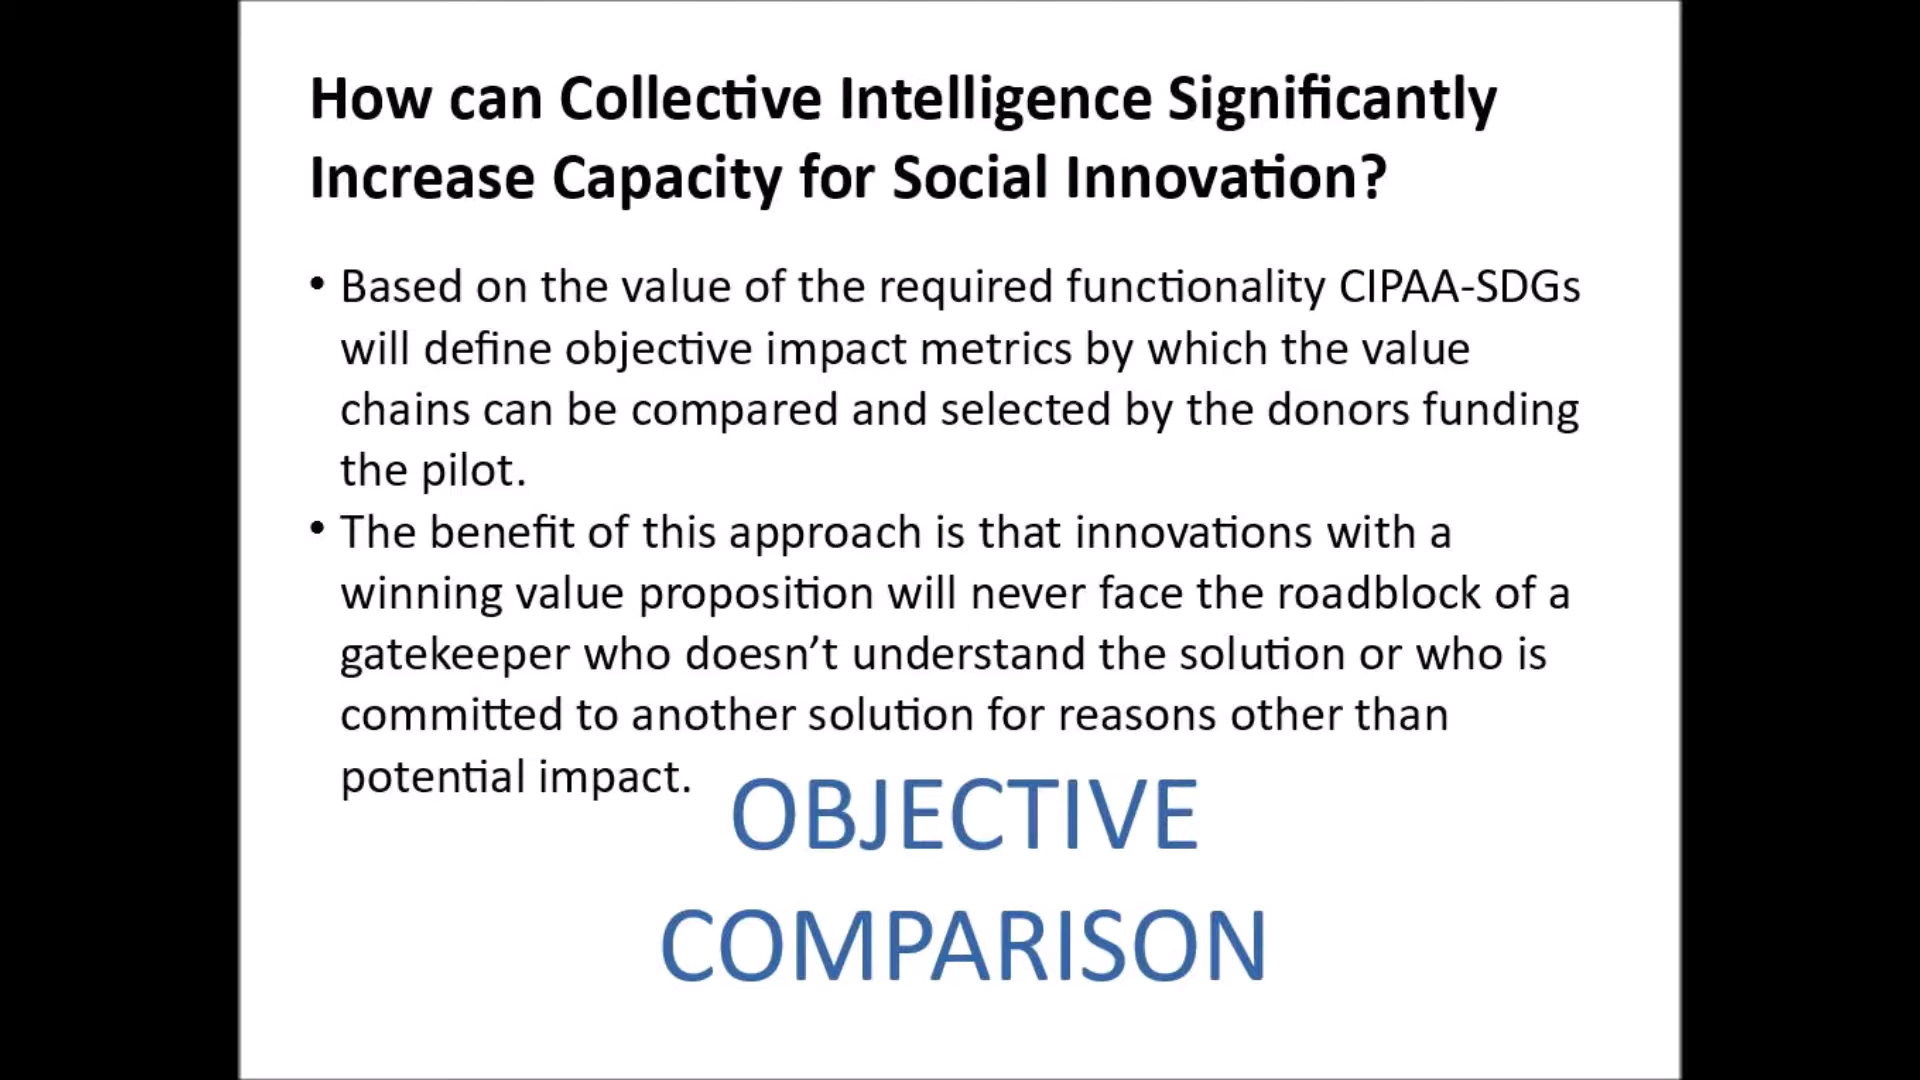 How can Collective Intelligence Significantly
Increase Capacity for Social Innovation?
• Based on the value of the required functionality CIPAA-SDGs
will define objective impact metrics by which the value
chains can be compared and selected by the donors funding
the pilot.
• The benefit of this approach is that innovations with a
winning value proposition will never face the roadblock of a
gatekeeper who doesn’t understand the solution or who is
committed to another solution for reasons other than
potential impact.
OBJECTIVE
COMPARISON